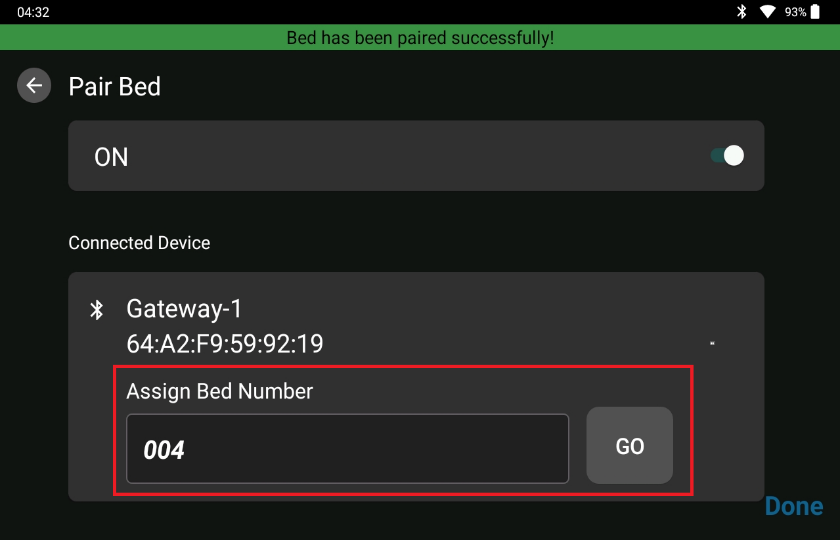 04:32
93%
Bed has been paired successfully!
Pair Bed
ON
Connected Device
Gateway-1
64:A2:F9:59:92:19
Assign Bed Number
004
GO
Done